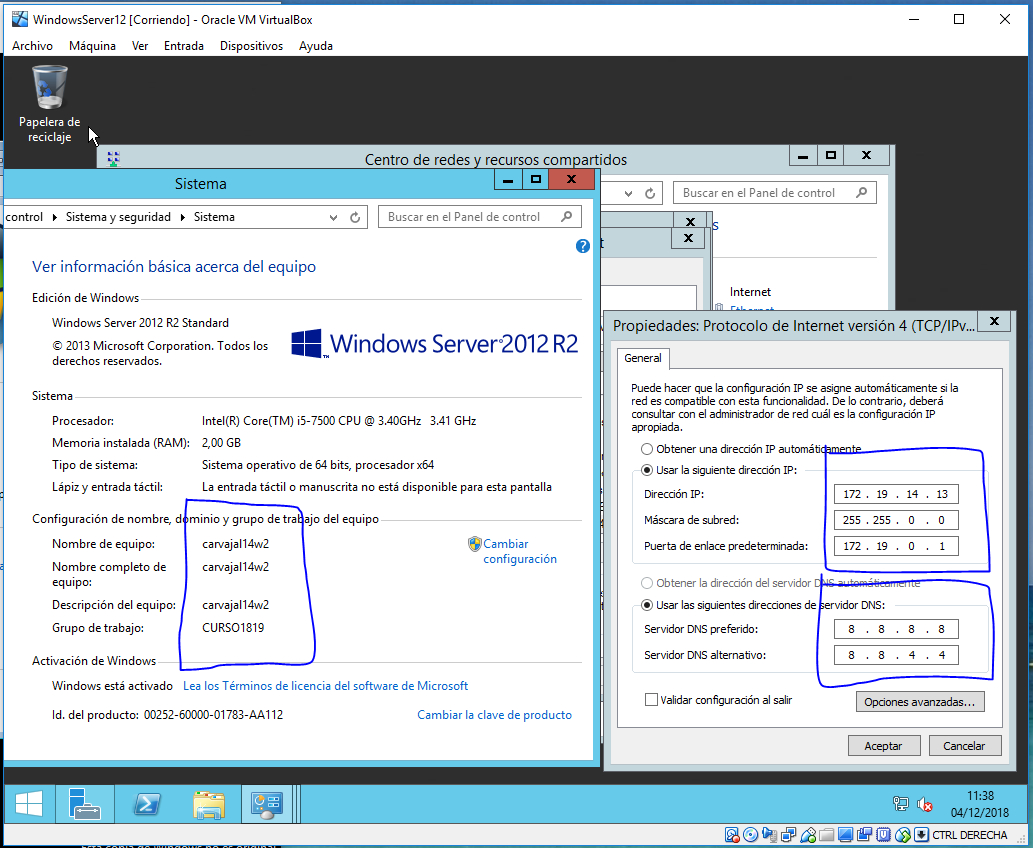 WindowsServer12 [Corriendo] - Oracle VM VirtualBox
Archivo Máquina Ver Entrada Dispositivos Ayuda
Papelera de
reciclaje
Centro de redes y recursos compartidos
Buscar en el Panel de control
Internet
Sistema
control Sistema y seguridad Sistema
Buscar en el Panel de control
Ver información básica acerca del equipo
Edición de Windows
Windows Server 2012 R2 Standard
© 2013 Microsoft Corporation. Todos los
derechos reservados.
Windows Server 2012 R2
Sistema
Procesador: Intel(R) Core(TM) i5-7500 CPU @ 3.40GHz 3.41 GHz
Memoria instalada (RAM): 2,00 GB
Tipo de sistema: Sistema operativo de 64 bits, procesador x64
Lápiz y entrada táctil: La entrada táctil o manuscrita no está disponible para esta pantalla
Configuración de nombre, dominio y grupo de trabajo del equipo
Nombre de equipo: carvajal14w2
Cambiar
configuración
Nombre completo de
equipo: carvajal14w2
Descripción del equipo: carvajal14w2
Grupo de trabajo: CURSO1819
Activación de Windows
Windows está activado Lea los Términos de licencia del software de Microsoft
Id. del producto: 00252-60000-01783-AA112 Cambiar la clave de producto
Propiedades: Protocolo de Internet versión 4 (TCP/IPv...
General
Puede hacer que la configuración IP se asigne automáticamente si la
red es compatible con esta funcionalidad. De lo contrario, deberá
consultar con el administrador de red cuál es la configuración IP
apropiada.
Obtener una dirección IP automáticamente
Usar la siguiente dirección IP:
Dirección IP: 172 . 19 . 14 . 13
Máscara de subred: 255 . 255 . 0 . 0
Puerta de enlace predeterminada: 172 . 19 . 0 . 1
Obtener la dirección del servidor DNS automáticamente
Usar las siguientes direcciones de servidor DNS:
Servidor DNS preferido: 8 . 8 . 8 . 8
Servidor DNS alternativo: 8 . 8 . 4 . 4
Validar configuración al salir
Opciones avanzadas...
Aceptar Cancelar
11:38
04/12/2018
CTRL DERECHA